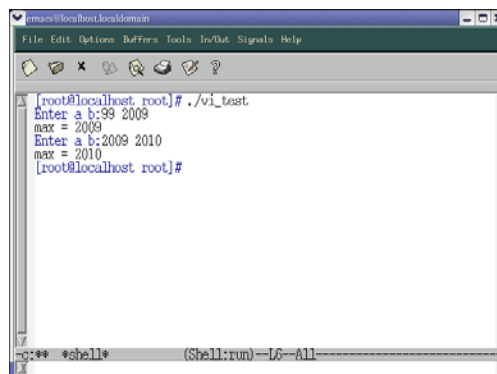 emacs@localhost.localdomain
File Edit Options Buffers Tools In/Out Signals Help
[root@localhost root]# ./vi_test
Enter a b:99 2009
max = 2009
Enter a b:2009 2010
max = 2010
[root@localhost root]#
-c:** *shell* (Shell:run)--L6--All--------------------------